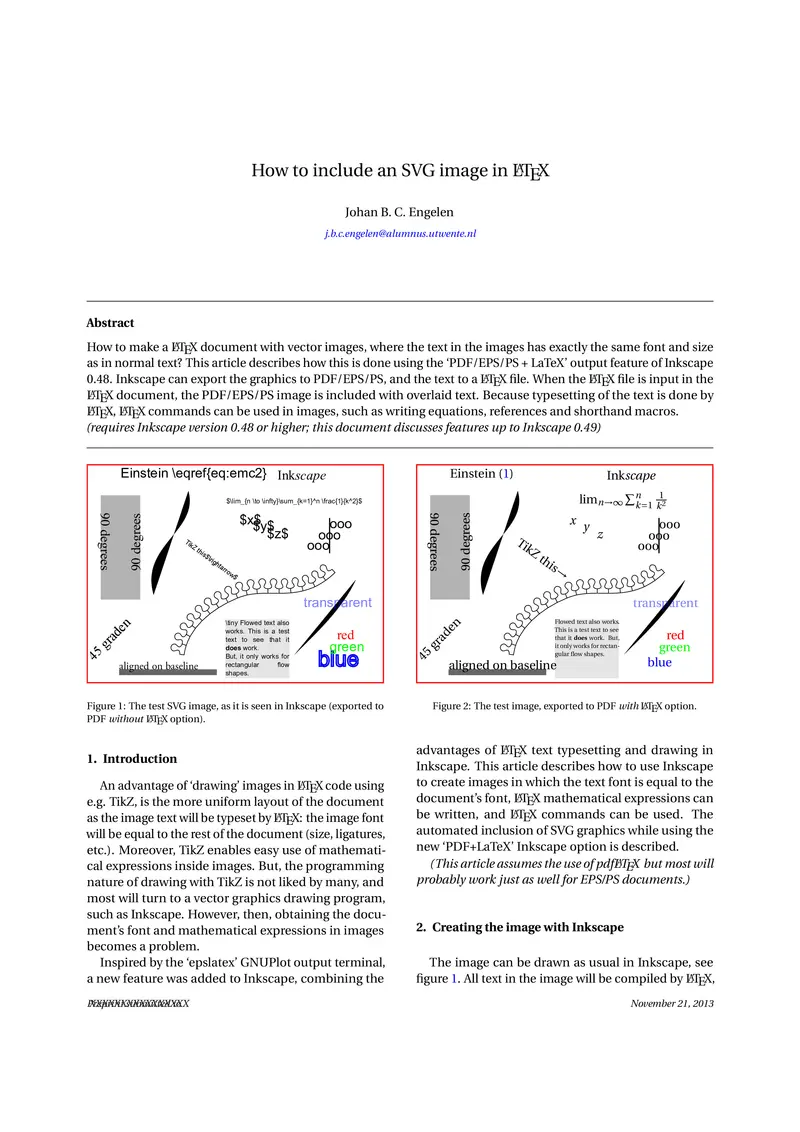 How to include an SVG image in LATEX
Johan B. C. Engelen
j.b.c.engelen@alumnus.utwente.nl
Abstract
How to make a LATEX document with vector images, where the text in the images has exactly the same font and size
as in normal text? This article describes how this is done using the ‘PDF/EPS/PS + LaTeX’ output feature of Inkscape
0.48. Inkscape can export the graphics to PDF/EPS/PS, and the text to a LATEX file. When the LATEX file is input in the
LATEX document, the PDF/EPS/PS image is included with overlaid text. Because typesetting of the text is done by
LATEX, LATEX commands can be used in images, such as writing equations, references and shorthand macros.
(requires Inkscape version 0.48 or higher; this document discusses features up to Inkscape 0.49)
Einstein \eqref{eq:emc2} Inkscape
$\lim_{n \to \infty}\sum_{k=1}^n \frac{1}{k^2}$
90 degrees
90 degrees
$x$
$y$
$z$
ooo
ooo
ooo
TikZ this$\rightarrow$
transparent
45 graden
\tiny Flowed text also
works. This is a test
text to see that it
does work.
But, it only works for
rectangular flow
shapes.
red
green
blue
aligned on baseline
Figure 1: The test SVG image, as it is seen in Inkscape (exported to
PDF without LATEX option).
Einstein (1) Inkscape
lim n→∞ ∑ n k=1 1/k²
90 degrees
90 degrees
x
y
z
ooo
ooo
ooo
TikZ this→
transparent
45 graden
Flowed text also works.
This is a test text to see
that it does work. But,
it only works for rectan-
gular flow shapes.
red
green
blue
aligned on baseline
Figure 2: The test image, exported to PDF with LATEX option.
1. Introduction
An advantage of ‘drawing’ images in LATEX code using
e.g. TikZ, is the more uniform layout of the document
as the image text will be typeset by LATEX: the image font
will be equal to the rest of the document (size, ligatures,
etc.). Moreover, TikZ enables easy use of mathemati-
cal expressions inside images. But, the programming
nature of drawing with TikZ is not liked by many, and
most will turn to a vector graphics drawing program,
such as Inkscape. However, then, obtaining the docu-
ment’s font and mathematical expressions in images
becomes a problem.
Inspired by the ‘epslatex’ GNUPlot output terminal,
a new feature was added to Inkscape, combining the
advantages of LATEX text typesetting and drawing in
Inkscape. This article describes how to use Inkscape
to create images in which the text font is equal to the
document’s font, LATEX mathematical expressions can
be written, and LATEX commands can be used. The
automated inclusion of SVG graphics while using the
new ‘PDF+LaTeX’ Inkscape option is described.
(This article assumes the use of pdfLATEX but most will
probably work just as well for EPS/PS documents.)
2. Creating the image with Inkscape
The image can be drawn as usual in Inkscape, see
figure 1. All text in the image will be compiled by LATEX,
November 21, 2013